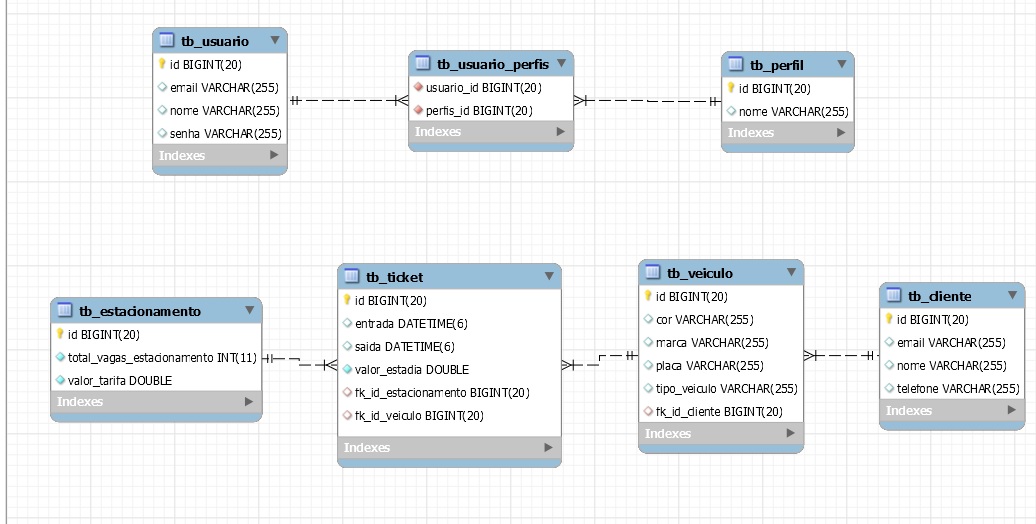 tb_usuario
id BIGINT(20)
email VARCHAR(255)
nome VARCHAR(255)
senha VARCHAR(255)
Indexes
tb_usuario_perfis
usuario_id BIGINT(20)
perfis_id BIGINT(20)
Indexes
tb_perfil
id BIGINT(20)
nome VARCHAR(255)
Indexes
tb_estacionamento
id BIGINT(20)
total_vagas_estacionamento INT(11)
valor_tarifa DOUBLE
Indexes
tb_ticket
id BIGINT(20)
entrada DATETIME(6)
saida DATETIME(6)
valor_estadia DOUBLE
fk_id_estacionamento BIGINT(20)
fk_id_veiculo BIGINT(20)
Indexes
tb_veiculo
id BIGINT(20)
cor VARCHAR(255)
marca VARCHAR(255)
placa VARCHAR(255)
tipo_veiculo VARCHAR(255)
fk_id_cliente BIGINT(20)
Indexes
tb_cliente
id BIGINT(20)
email VARCHAR(255)
nome VARCHAR(255)
telefone VARCHAR(255)
Indexes